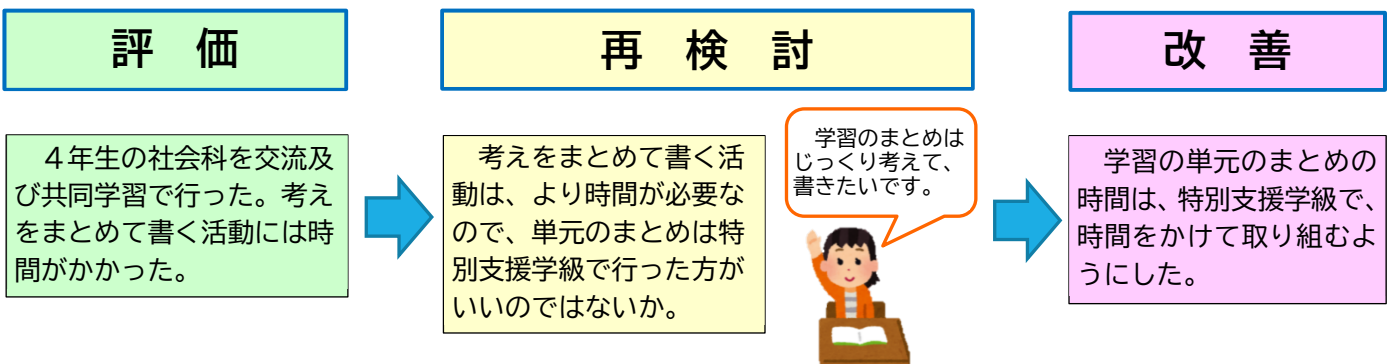 評　価
再　検　討
改　善
　４年生の社会科を交流及
び共同学習で行った。考え
をまとめて書く活動には時
間がかかった。
　考えをまとめて書く活
動は、より時間が必要な
ので、単元のまとめは特
別支援学級で行った方が
いいのではないか。
　学習のまとめは
じっくり考えて、
書きたいです。
　学習の単元のまとめの
時間は、特別支援学級で、
時間をかけて取り組むよ
うにした。